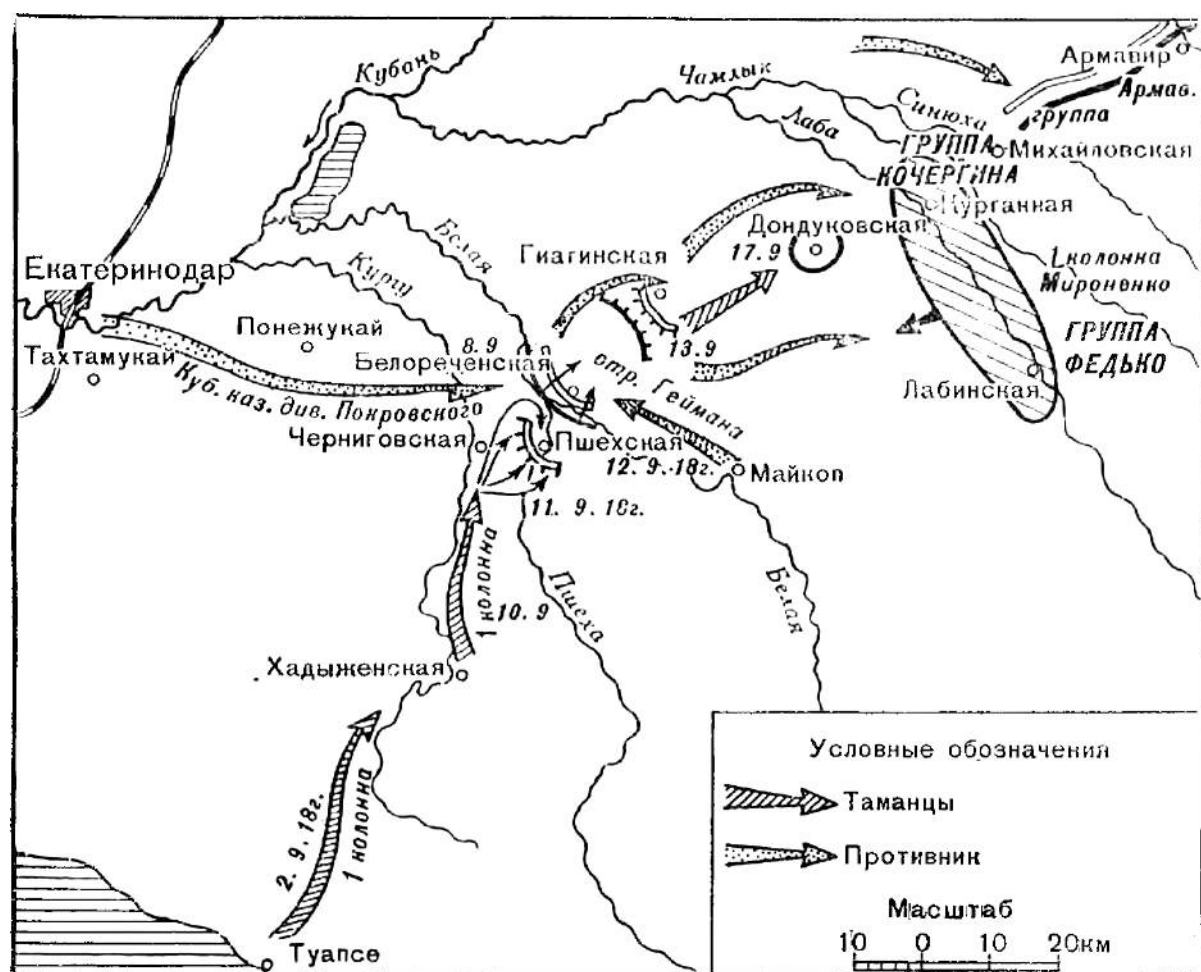 Армавир
Кубань
Чамлык
Армав.
группа
Синюха
Лаба
ГРУППА
КОЧЕРГИНА
Михайловская
Курганная
Белая
Дондуковская
17.9
Гиагинская
Екатеринодар
Курчу
1 колонна
Мироненко
Понежукай
8.9
13.9
ГРУППА
ФЕДЬКО
Тахтамукай
Белореченская
отр. Геймана
Лабинская
Куб. каз. див. Покровского
Черниговская
Пшехская
12. 9. 18г.
Майкоп
11. 9. 18г.
1 колонна
10. 9
Пшеха
Белая
Хадыженская
2. 9. 18г.
1 колонна
Туапсе
Условные обозначения
Таманцы
Противник
Масштаб
10 0 10 20км